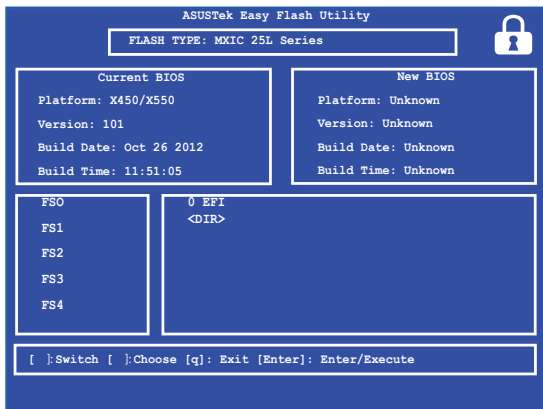 ASUSTek Easy Flash Utility
FLASH TYPE: MXIC 25L Series
Current BIOS
Platform: X450/X550
Version: 101
Build Date: Oct 26 2012
Build Time: 11:51:05
New BIOS
Platform: Unknown
Version: Unknown
Build Date: Unknown
Build Time: Unknown
FSO
FS1
FS2
FS3
FS4
0 EFI
<DIR>
[ ]:Switch [ ]:Choose [q]: Exit [Enter]: Enter/Execute